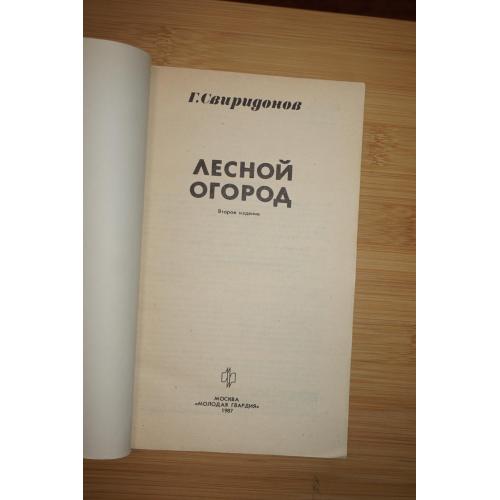 Г. Свиридонов
ЛЕСНОЙ
ОГОРОД
Второе издание
МОСКВА
«МОЛОДАЯ ГВАРДИЯ»
1987